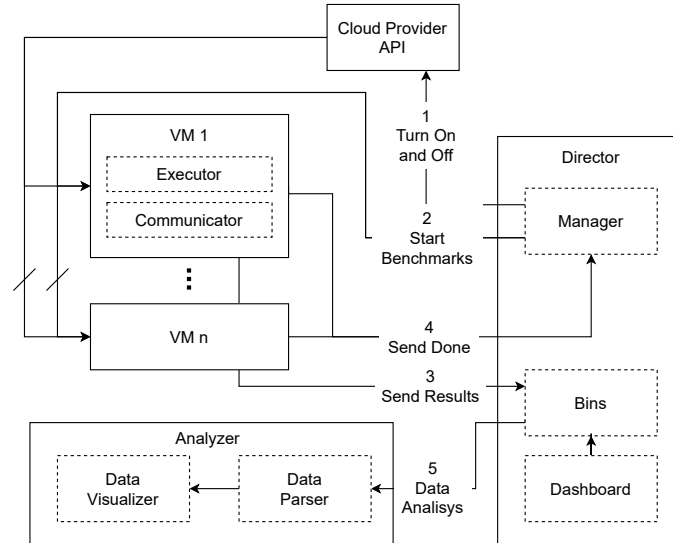 Cloud Provider
API
1
Turn On
and Off
VM 1
Executor
Communicator
Director
Manager
2
Start
Benchmarks
VM n
4
Send Done
3
Send Results
Bins
Analyzer
Data
Visualizer
Data
Parser
5
Data
Analisys
Dashboard